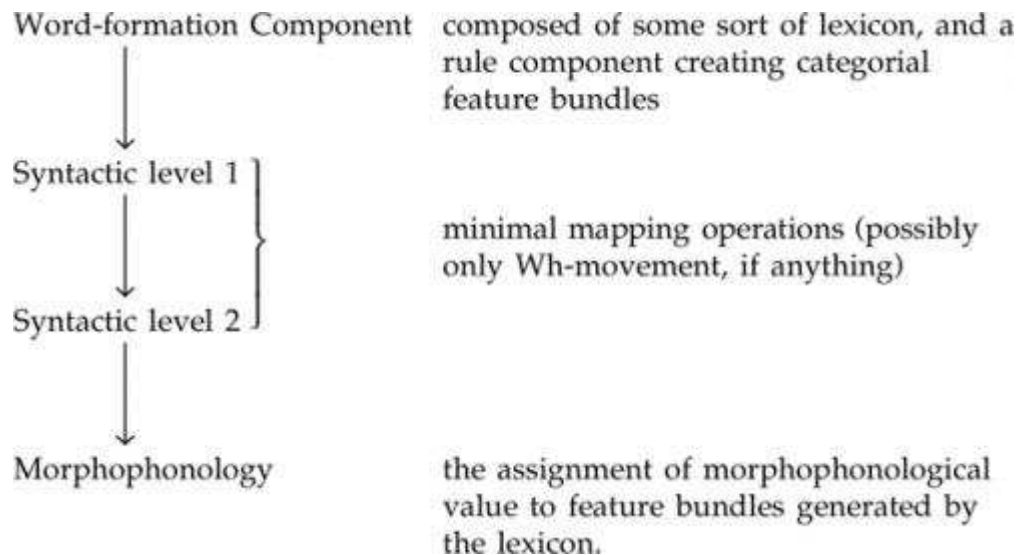 Word-formation Component composed of some sort of lexicon, and a
rule component creating categorial
feature bundles
Syntactic level 1
minimal mapping operations (possibly
only Wh-movement, if anything)
Syntactic level 2
Morphophonology the assignment of morphophonological
value to feature bundles generated by
the lexicon.